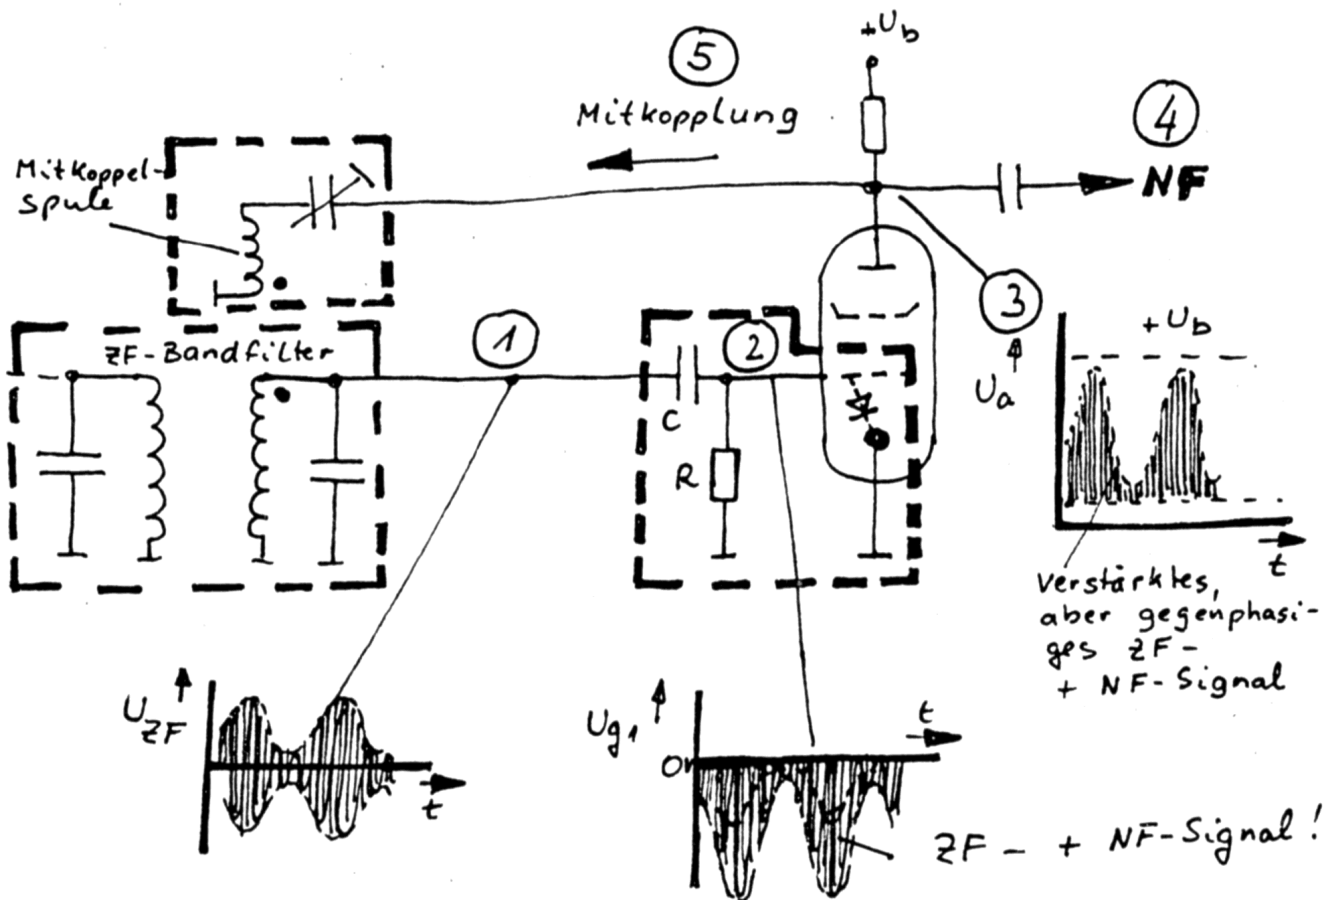 +Ub
5
Mitkopplung
4
NF
Mitkoppel-
spule
3
1
2
ZF-Bandfilter
C
R
Ua
+Ub
t
Verstärktes,
aber gegenphasi-
ges ZF-
+ NF-Signal
UZF
t
Ug1
0
t
ZF- + NF-Signal!